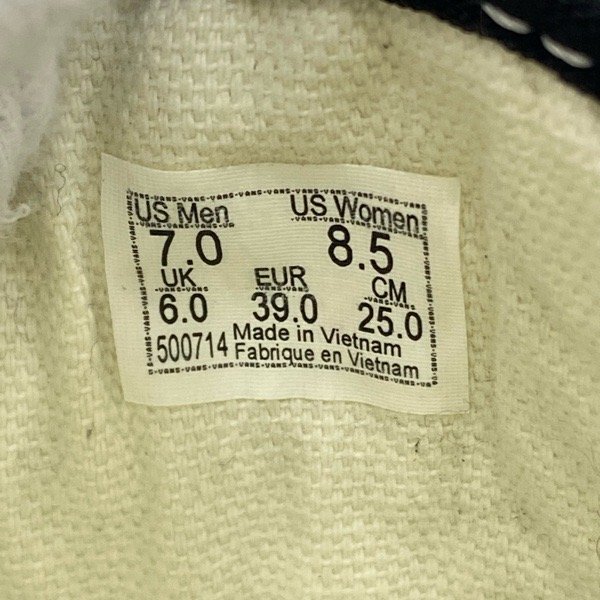 US Men US Women
7.0 8.5
UK EUR CM
6.0 39.0 25.0
500714 Made in Vietnam
Fabrique en Vietnam